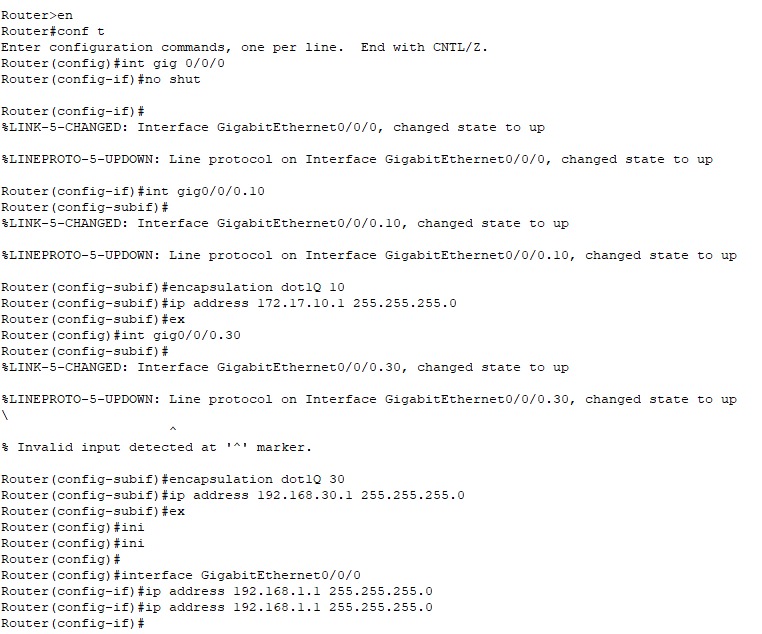 Router>en
Router#conf t
Enter configuration commands, one per line.  End with CNTL/Z.
Router(config)#int gig 0/0/0
Router(config-if)#no shut
Router(config-if)#
%LINK-5-CHANGED: Interface GigabitEthernet0/0/0, changed state to up
%LINEPROTO-5-UPDOWN: Line protocol on Interface GigabitEthernet0/0/0, changed state to up
Router(config-if)#int gig0/0/0.10
Router(config-subif)#
%LINK-5-CHANGED: Interface GigabitEthernet0/0/0.10, changed state to up
%LINEPROTO-5-UPDOWN: Line protocol on Interface GigabitEthernet0/0/0.10, changed state to up
Router(config-subif)#encapsulation dot1Q 10
Router(config-subif)#ip address 172.17.10.1 255.255.255.0
Router(config-subif)#ex
Router(config)#int gig0/0/0.30
Router(config-subif)#
%LINK-5-CHANGED: Interface GigabitEthernet0/0/0.30, changed state to up
%LINEPROTO-5-UPDOWN: Line protocol on Interface GigabitEthernet0/0/0.30, changed state to up
\
^
% Invalid input detected at '^' marker.
Router(config-subif)#encapsulation dot1Q 30
Router(config-subif)#ip address 192.168.30.1 255.255.255.0
Router(config-subif)#ex
Router(config)#ini
Router(config)#ini
Router(config)#
Router(config)#interface GigabitEthernet0/0/0
Router(config-if)#ip address 192.168.1.1 255.255.255.0
Router(config-if)#ip address 192.168.1.1 255.255.255.0
Router(config-if)#